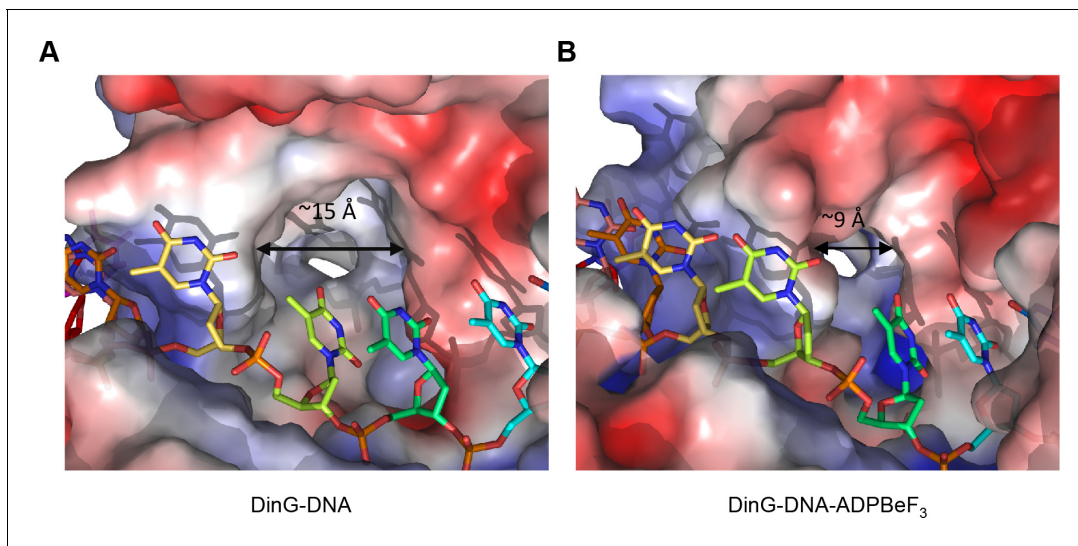 A
B
~15 Å
~9 Å
DinG-DNA
DinG-DNA-ADPBeF₃